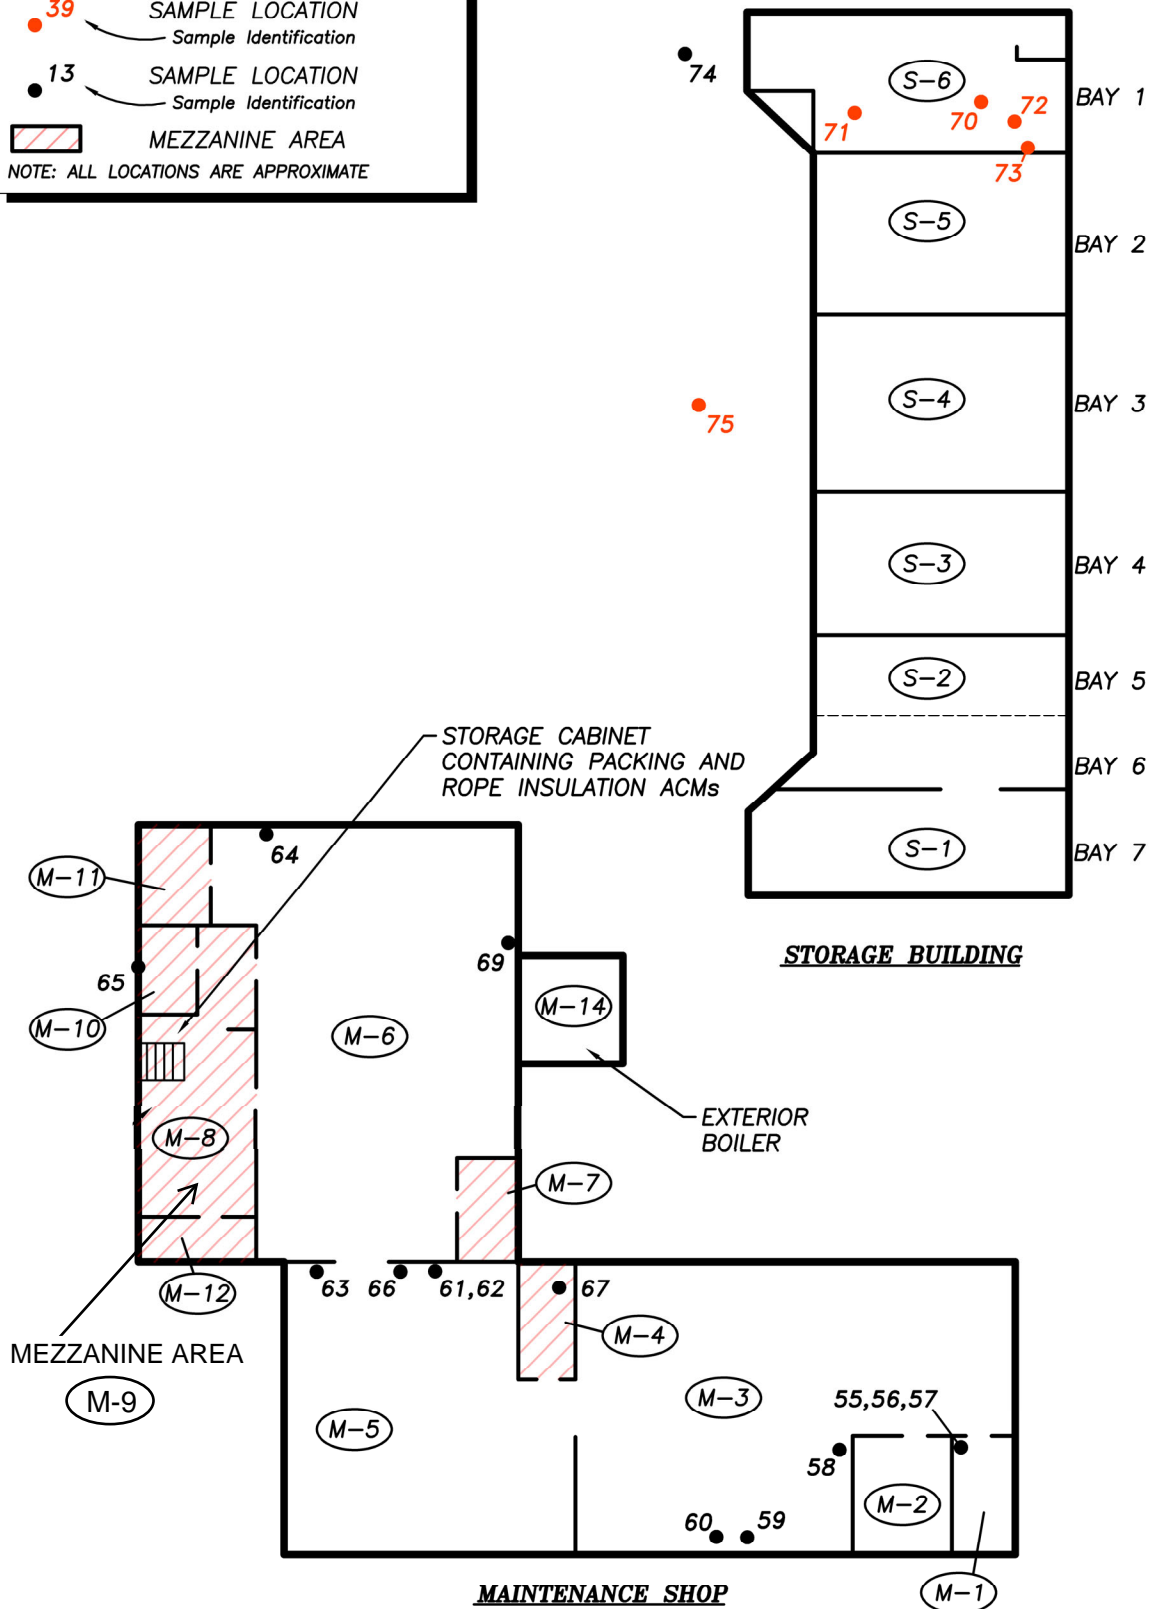 39 SAMPLE LOCATION
Sample Identification
13 SAMPLE LOCATION
Sample Identification
MEZZANINE AREA
NOTE: ALL LOCATIONS ARE APPROXIMATE
74
S-6
BAY 1
71
70
72
73
S-5
BAY 2
75
S-4
BAY 3
S-3
BAY 4
S-2
BAY 5
BAY 6
S-1
BAY 7
STORAGE BUILDING
STORAGE CABINET
CONTAINING PACKING AND
ROPE INSULATION ACMs
64
M-11
69
65
M-10
M-6
M-14
EXTERIOR
BOILER
M-8
M-7
M-12
63
66
61,62
67
M-4
MEZZANINE AREA
M-9
M-5
M-3
55,56,57
58
M-2
60
59
M-1
MAINTENANCE SHOP